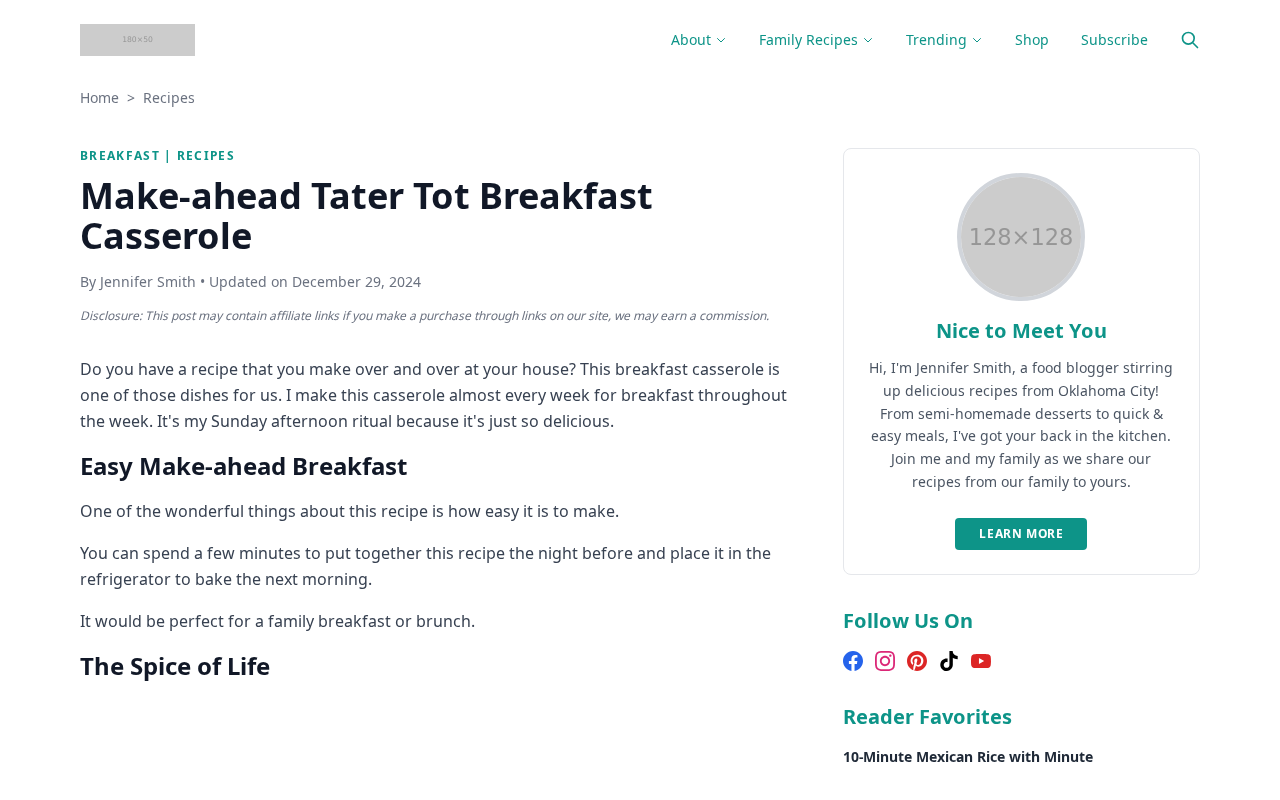 180×50
About
Family Recipes
Trending
Shop
Subscribe
Home > Recipes
BREAKFAST | RECIPES
Make-ahead Tater Tot Breakfast
Casserole
By Jennifer Smith • Updated on December 29, 2024
Disclosure: This post may contain affiliate links if you make a purchase through links on our site, we may earn a commission.
Do you have a recipe that you make over and over at your house? This breakfast casserole is
one of those dishes for us. I make this casserole almost every week for breakfast throughout
the week. It's my Sunday afternoon ritual because it's just so delicious.
Easy Make-ahead Breakfast
One of the wonderful things about this recipe is how easy it is to make.
You can spend a few minutes to put together this recipe the night before and place it in the
refrigerator to bake the next morning.
It would be perfect for a family breakfast or brunch.
The Spice of Life
128×128
Nice to Meet You
Hi, I'm Jennifer Smith, a food blogger stirring
up delicious recipes from Oklahoma City!
From semi-homemade desserts to quick &
easy meals, I've got your back in the kitchen.
Join me and my family as we share our
recipes from our family to yours.
LEARN MORE
Follow Us On
Reader Favorites
10-Minute Mexican Rice with Minute